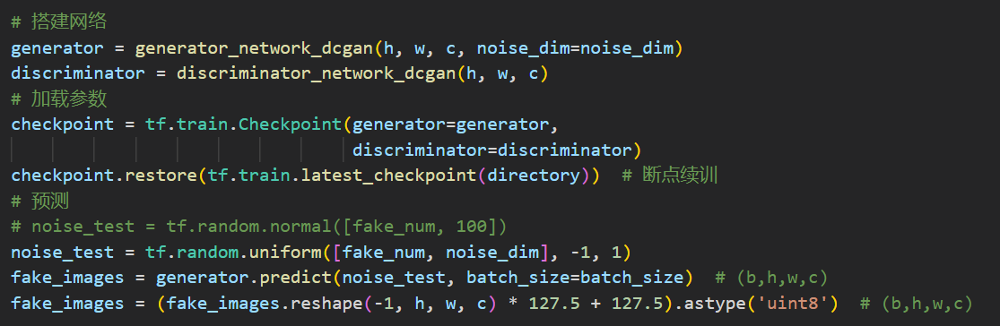 # 搭建网络
generator = generator_network_dcgan(h, w, c, noise_dim=noise_dim)
discriminator = discriminator_network_dcgan(h, w, c)
# 加载参数
checkpoint = tf.train.Checkpoint(generator=generator,
                                 discriminator=discriminator)
checkpoint.restore(tf.train.latest_checkpoint(directory))  # 断点续训
# 预测
# noise_test = tf.random.normal([fake_num, 100])
noise_test = tf.random.uniform([fake_num, noise_dim], -1, 1)
fake_images = generator.predict(noise_test, batch_size=batch_size)  # (b,h,w,c)
fake_images = (fake_images.reshape(-1, h, w, c) * 127.5 + 127.5).astype('uint8')  # (b,h,w,c)